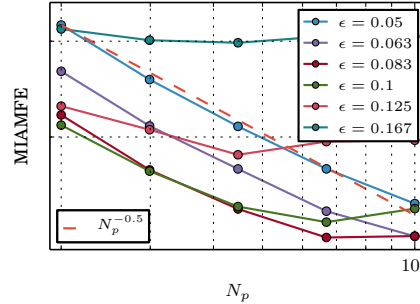 MIAMFE
ϵ = 0.05
ϵ = 0.063
ϵ = 0.083
ϵ = 0.1
ϵ = 0.125
ϵ = 0.167
N_p^{-0.5}
10
N_p